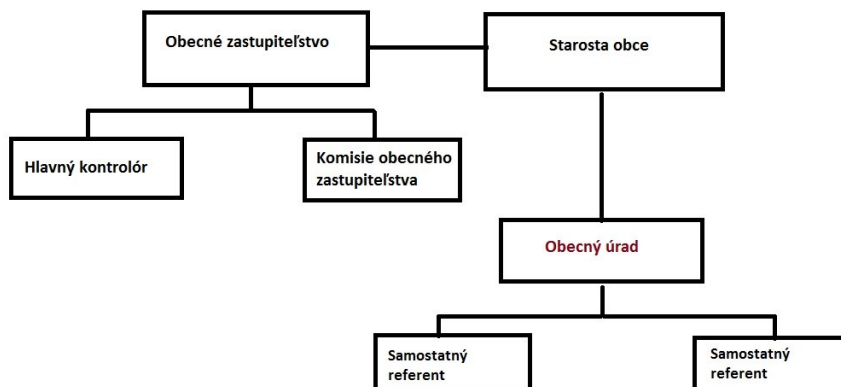 Obecné zastupiteľstvo
Starosta obce
Hlavný kontrolór
Komisie obecného
zastupiteľstva
Obecný úrad
Samostatný
referent
Samostatný
referent